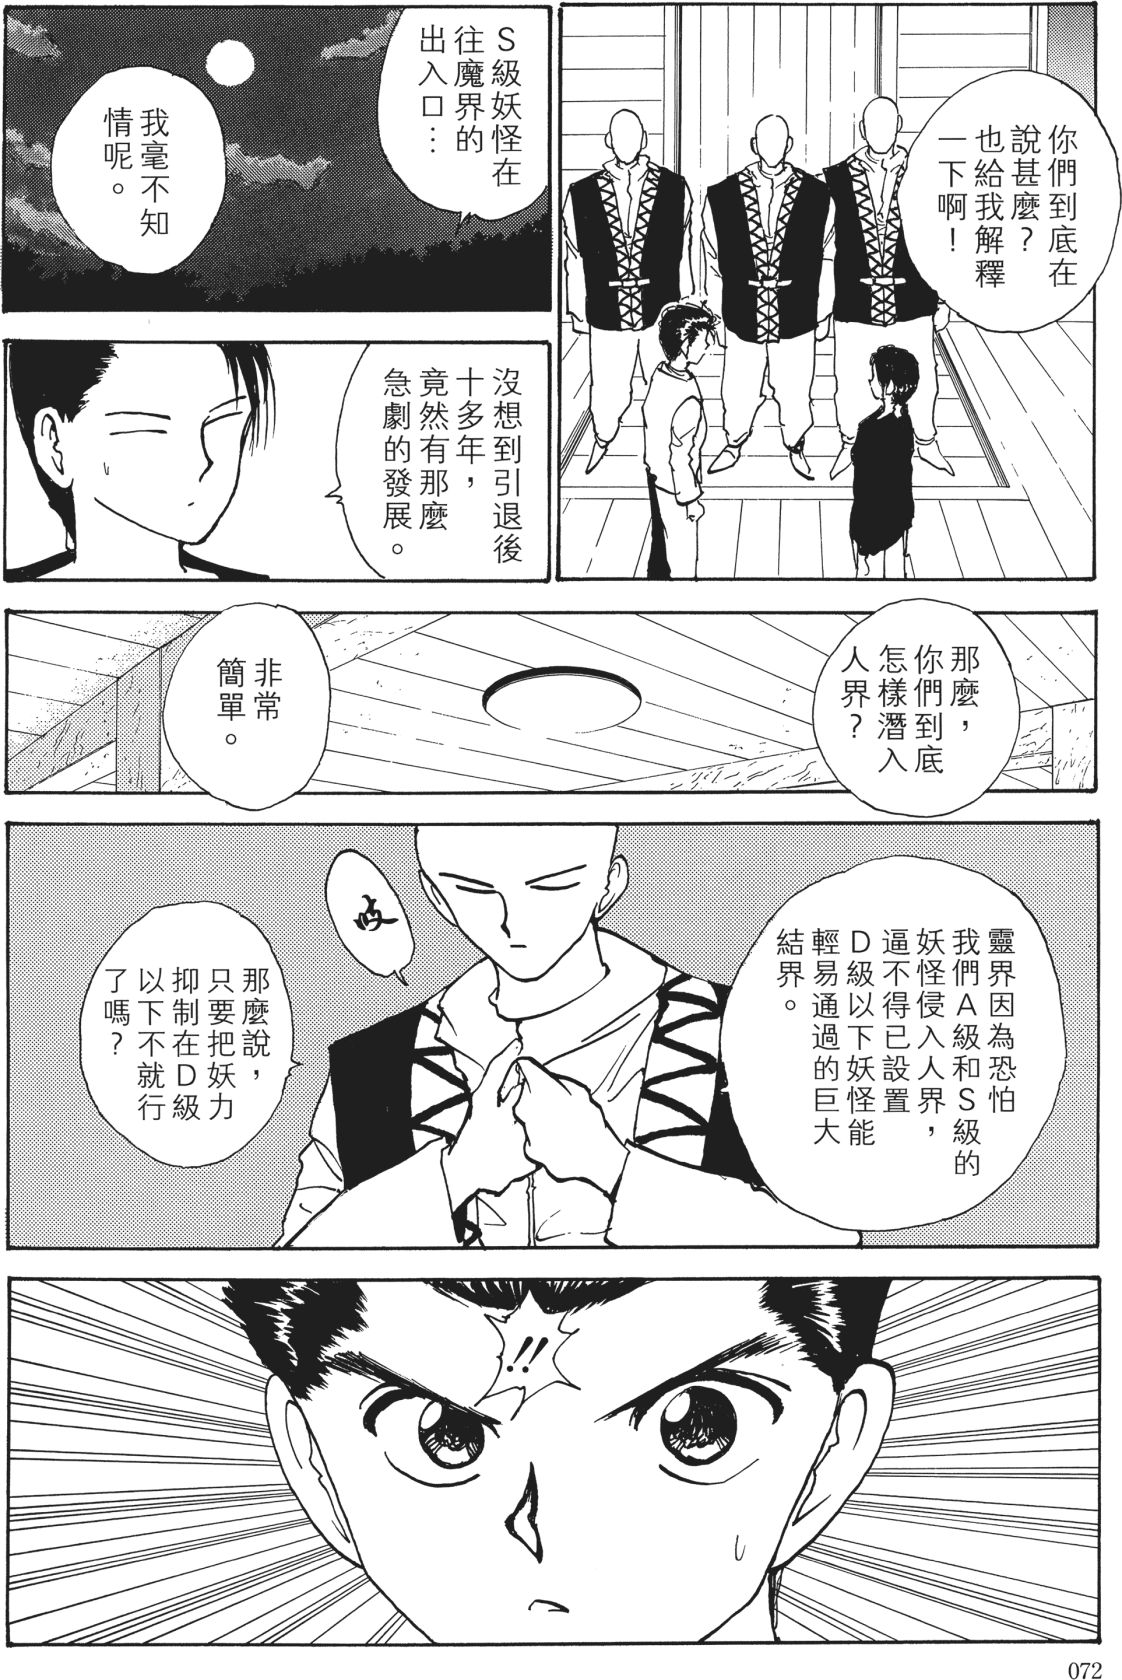 你們到底在
說甚麼？
也給我解釋
一下啊！
S級妖怪在
往魔界的
出入口…
我毫不知
情呢。
沒想到引退後
十多年，
竟然有那麼
急劇的發展。
那麼，
你們到底
怎樣潛入
人界？
非常
簡單。
靈界因為恐怕
我們A級和S級的
妖怪侵入人界，
逼不得已設置
D級以下妖怪能
輕易通過的巨大
結界。
吱
那麼說，
只要把妖力
抑制在D級
以下不就行
了嗎？
!!
072